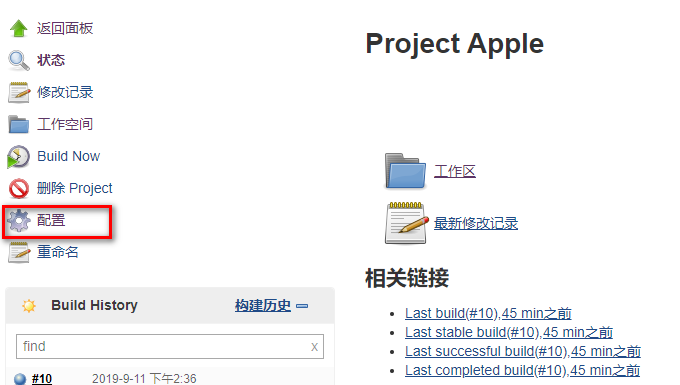 返回面板
状态
修改记录
工作空间
Build Now
删除 Project
配置
重命名
Build History 构建历史
find x
#10 2019-9-11 下午2:36
Project Apple
工作区
最新修改记录
相关链接
Last build(#10),45 min之前
Last stable build(#10),45 min之前
Last successful build(#10),45 min之前
Last completed build(#10),45 min之前